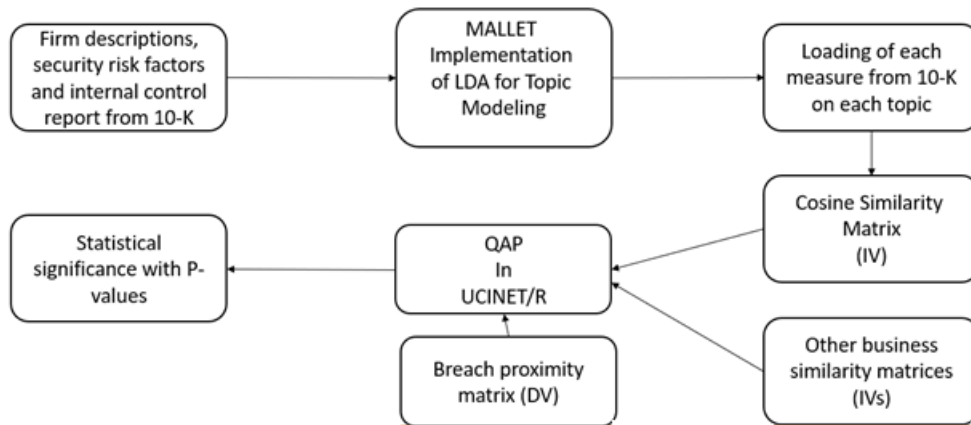 Firm descriptions,
security risk factors
and internal control
report from 10-K
MALLET
Implementation
of LDA for Topic
Modeling
Loading of each
measure from 10-K
on each topic
Cosine Similarity
Matrix
(IV)
Statistical
significance with P-
values
QAP
In
UCINET/R
Breach proximity
matrix (DV)
Other business
similarity matrices
(IVs)